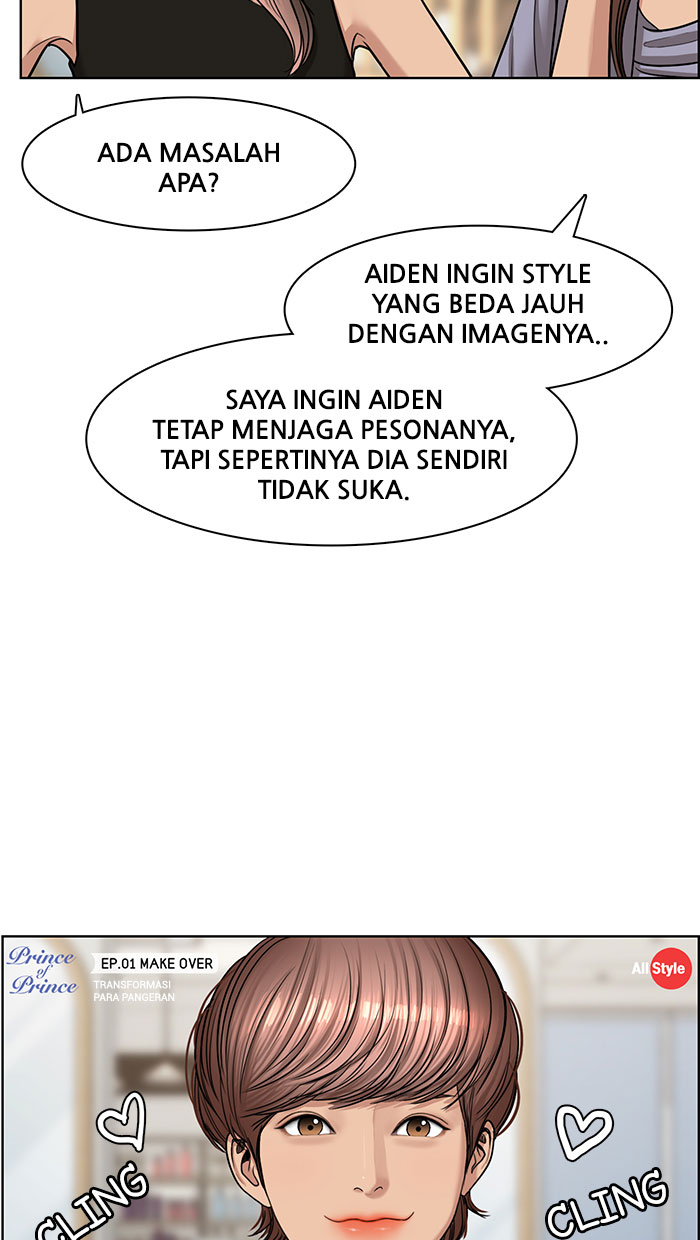 ADA MASALAH
APA?
AIDEN INGIN STYLE
YANG BEDA JAUH
DENGAN IMAGENYA..
SAYA INGIN AIDEN
TETAP MENJAGA PESONANYA,
TAPI SEPERTINYA DIA SENDIRI
TIDAK SUKA.
Prince
of
Prince
EP.01 MAKE OVER
TRANSFORMASI
PARA PANGERAN
All Style
CLING
CLING